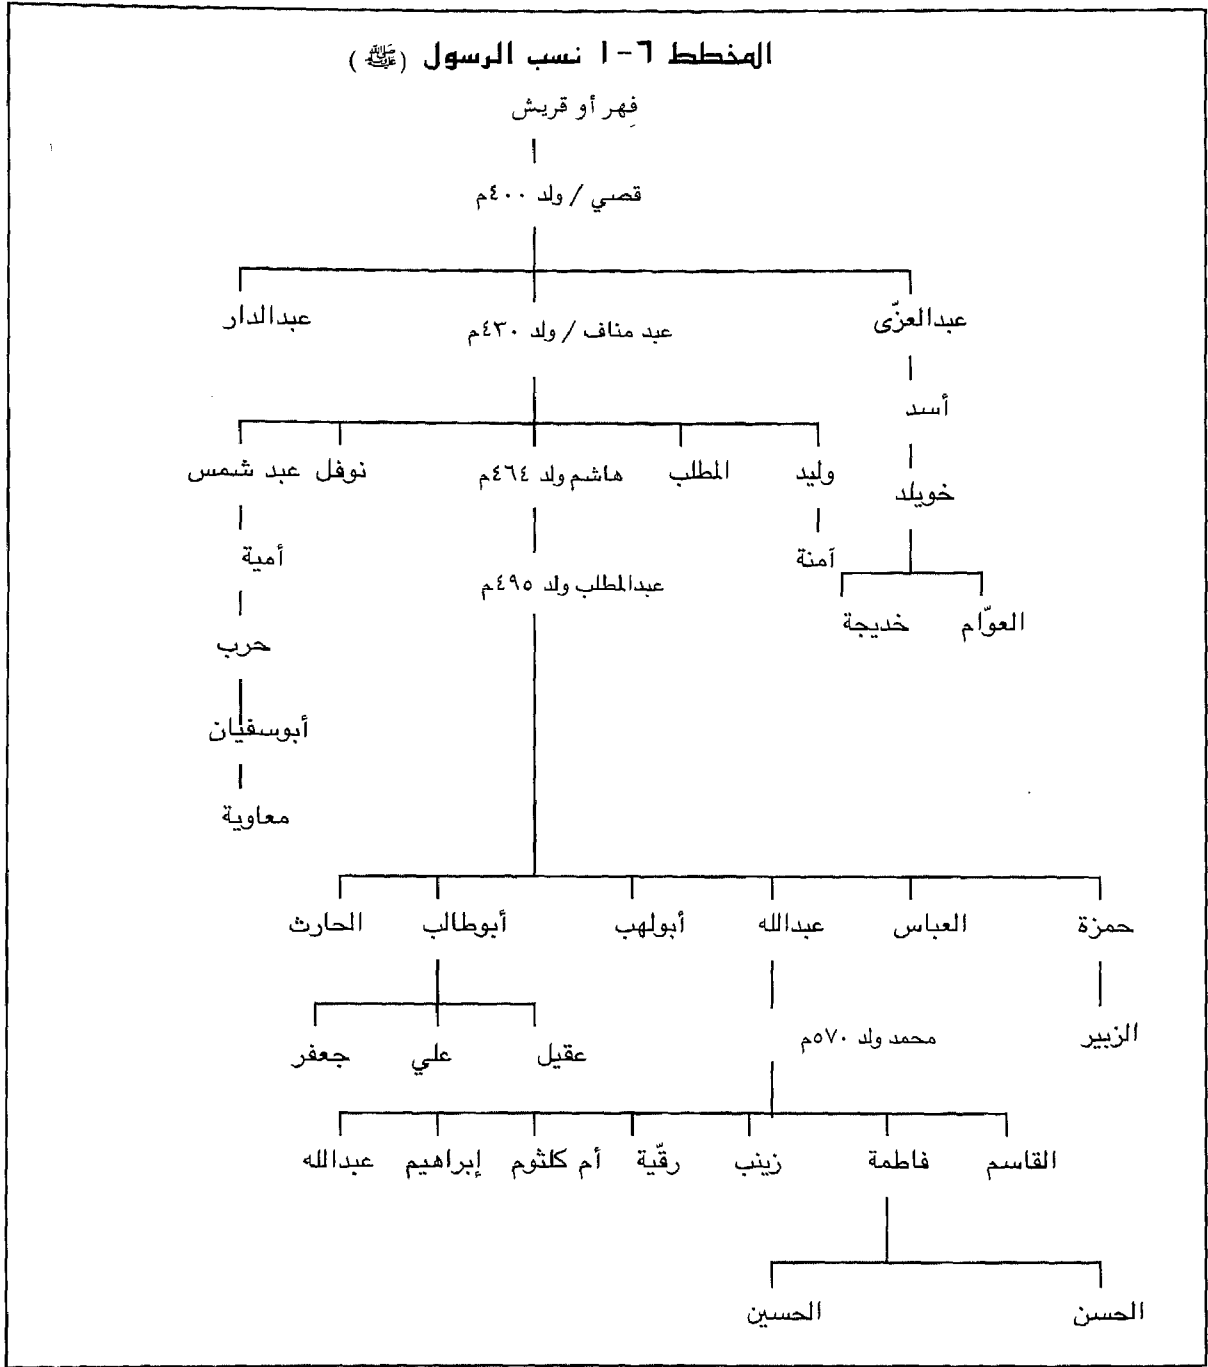 المخطط ٦-١ نسب الرسول (ﷺ)
فِهر أو قريش
قصي / ولد ٤٠٠م
عبدالعزّى عبد مناف / ولد ٤٣٠م عبدالدار
أسد
وليد المطلب هاشم ولد ٤٦٤م نوفل عبد شمس
خويلد
آمنة أمية
عبدالمطلب ولد ٤٩٥م
العوّام خديجة
حرب
أبوسفيان
معاوية
حمزة العباس عبدالله أبولهب أبوطالب الحارث
الزبير محمد ولد ٥٧٠م
عقيل علي جعفر
القاسم فاطمة زينب رقّية أم كلثوم إبراهيم عبدالله
الحسن الحسين